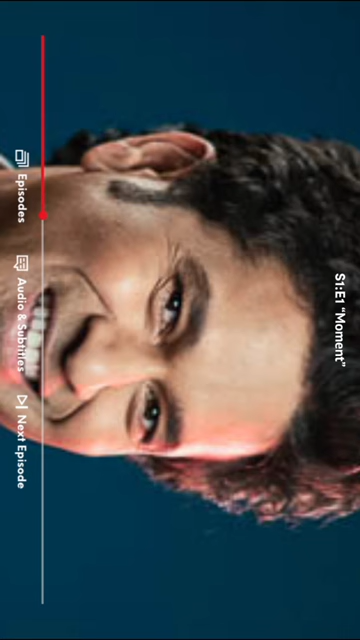 S1:E1 “Moment”
Episodes
Audio & Subtitles
Next Episode